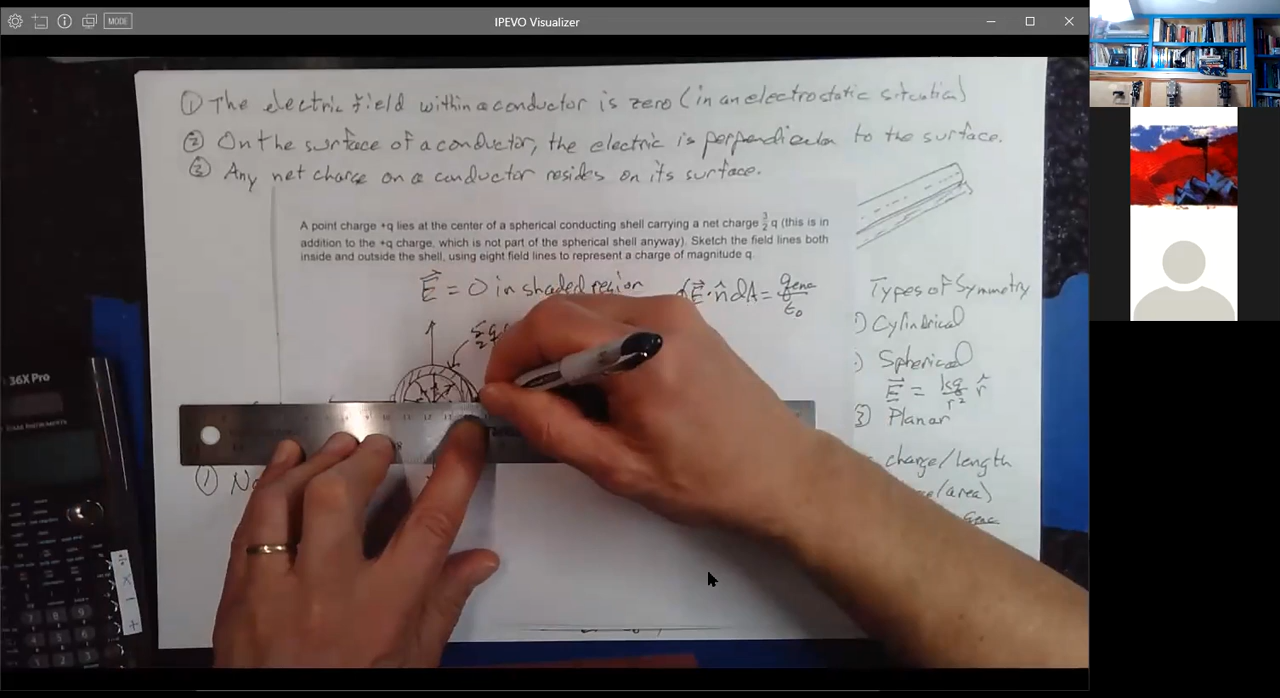 IPEVO Visualizer
MODE
① The electric field within a conductor is zero (in an electrostatic situation)
② On the surface of a conductor, the electric is perpendicular to the surface.
③ Any net charge on a conductor resides on its surface.
A point charge +q lies at the center of a spherical conducting shell carrying a net charge 3/2 q (this is in
addition to the +q charge, which is not part of the spherical shell anyway). Sketch the field lines both
inside and outside the shell, using eight field lines to represent a charge of magnitude q.
E⃗ = 0 in shaded region
E⃗·n̂ dA = qenc/ε₀
Types of Symmetry
1) Cylindrical
Spherical
E⃗ = kq/r² r̂
3) Planar
charge/length
36X Pro
TEXAS INSTRUMENTS
①